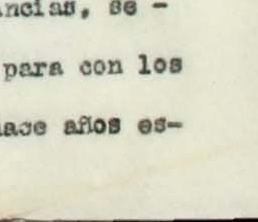 ancias, se -
para con los
hace años es-